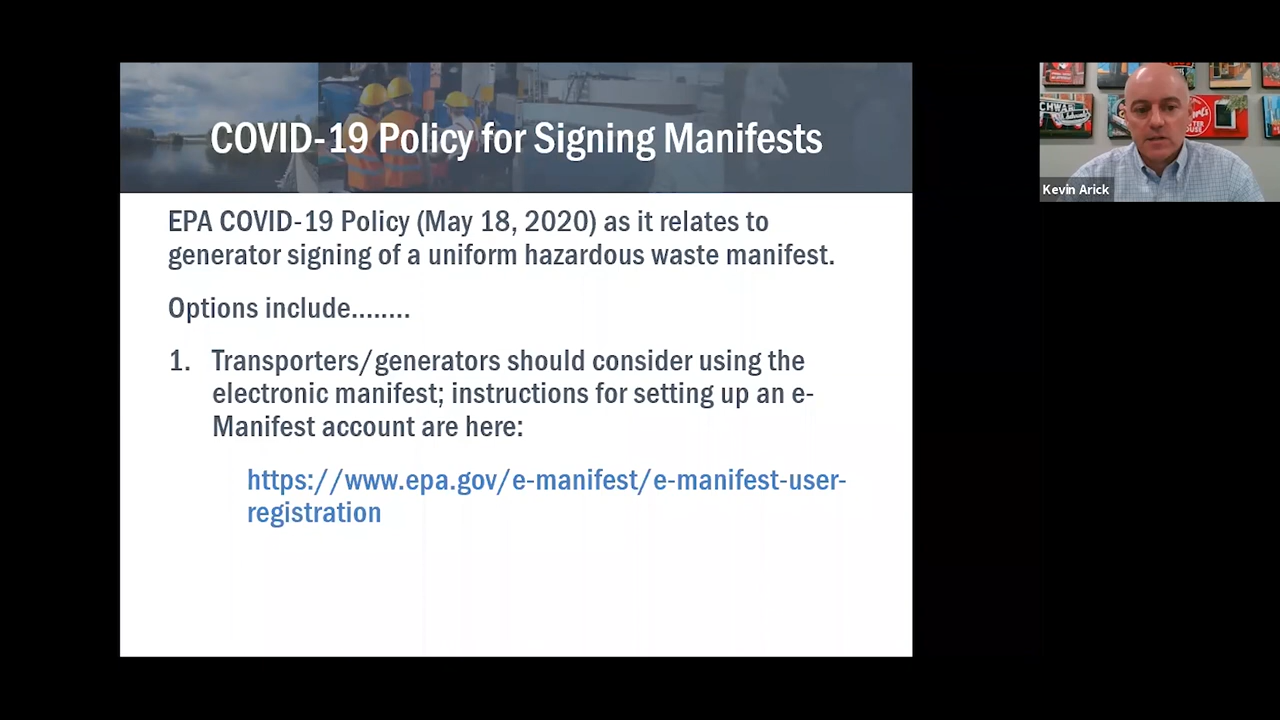 COVID-19 Policy for Signing Manifests
EPA COVID-19 Policy (May 18, 2020) as it relates to
generator signing of a uniform hazardous waste manifest.
Options include........
1. Transporters/generators should consider using the
electronic manifest; instructions for setting up an e-
Manifest account are here:
https://www.epa.gov/e-manifest/e-manifest-user-
registration
Kevin Arick